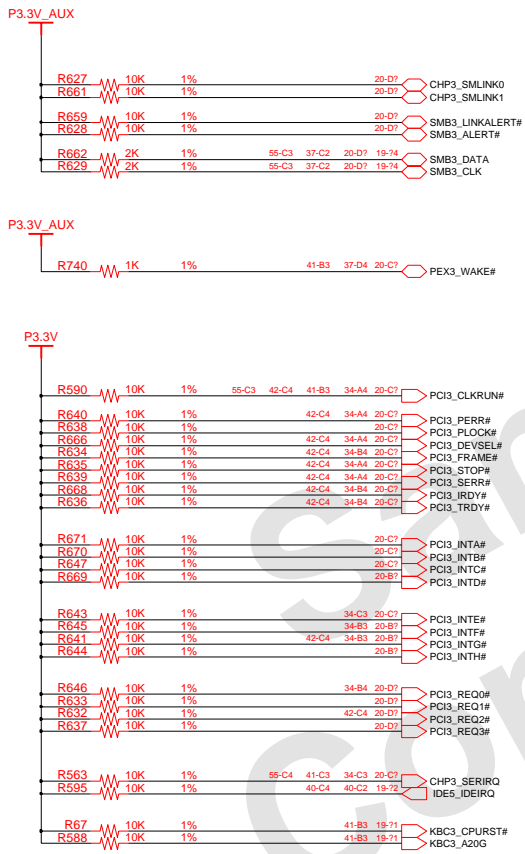 P3.3V_AUX
R627 10K 1% 20-D? CHP3_SMLINK0
R661 10K 1% 20-D? CHP3_SMLINK1
R659 10K 1% 20-D? SMB3_LINKALERT#
R628 10K 1% 20-D? SMB3_ALERT#
R662 2K 1% 55-C3 37-C2 20-D? 19-?4 SMB3_DATA
R629 2K 1% 55-C3 37-C2 20-D? 19-?4 SMB3_CLK
P3.3V_AUX
R740 1K 1% 41-B3 37-D4 20-C? PEX3_WAKE#
P3.3V
R590 10K 1% 55-C3 42-C4 41-B3 34-A4 20-C? PCI3_CLKRUN#
R640 10K 1% 42-C4 34-A4 20-C? PCI3_PERR#
R638 10K 1% 20-C? PCI3_PLOCK#
R666 10K 1% 42-C4 34-A4 20-C? PCI3_DEVSEL#
R634 10K 1% 42-C4 34-B4 20-C? PCI3_FRAME#
R635 10K 1% 42-C4 34-A4 20-C? PCI3_STOP#
R639 10K 1% 42-C4 34-A4 20-C? PCI3_SERR#
R668 10K 1% 42-C4 34-B4 20-C? PCI3_IRDY#
R636 10K 1% 42-C4 34-B4 20-C? PCI3_TRDY#
R671 10K 1% 20-C? PCI3_INTA#
R670 10K 1% 20-C? PCI3_INTB#
R647 10K 1% 20-C? PCI3_INTC#
R669 10K 1% 20-B? PCI3_INTD#
R643 10K 1% 34-C3 20-C? PCI3_INTE#
R645 10K 1% 34-B3 20-B? PCI3_INTF#
R641 10K 1% 42-C4 34-B3 20-B? PCI3_INTG#
R644 10K 1% 20-B? PCI3_INTH#
R646 10K 1% 34-B4 20-D? PCI3_REQ0#
R633 10K 1% 20-D? PCI3_REQ1#
R632 10K 1% 42-C4 20-D? PCI3_REQ2#
R637 10K 1% 20-D? PCI3_REQ3#
R563 10K 1% 55-C4 41-C3 34-C3 20-C? CHP3_SERIRQ
R595 10K 1% 40-C4 40-C2 19-?2 IDE5_IDEIRQ
R67 10K 1% 41-B3 19-?1 KBC3_CPURST#
R588 10K 1% 41-B3 19-?1 KBC3_A20G